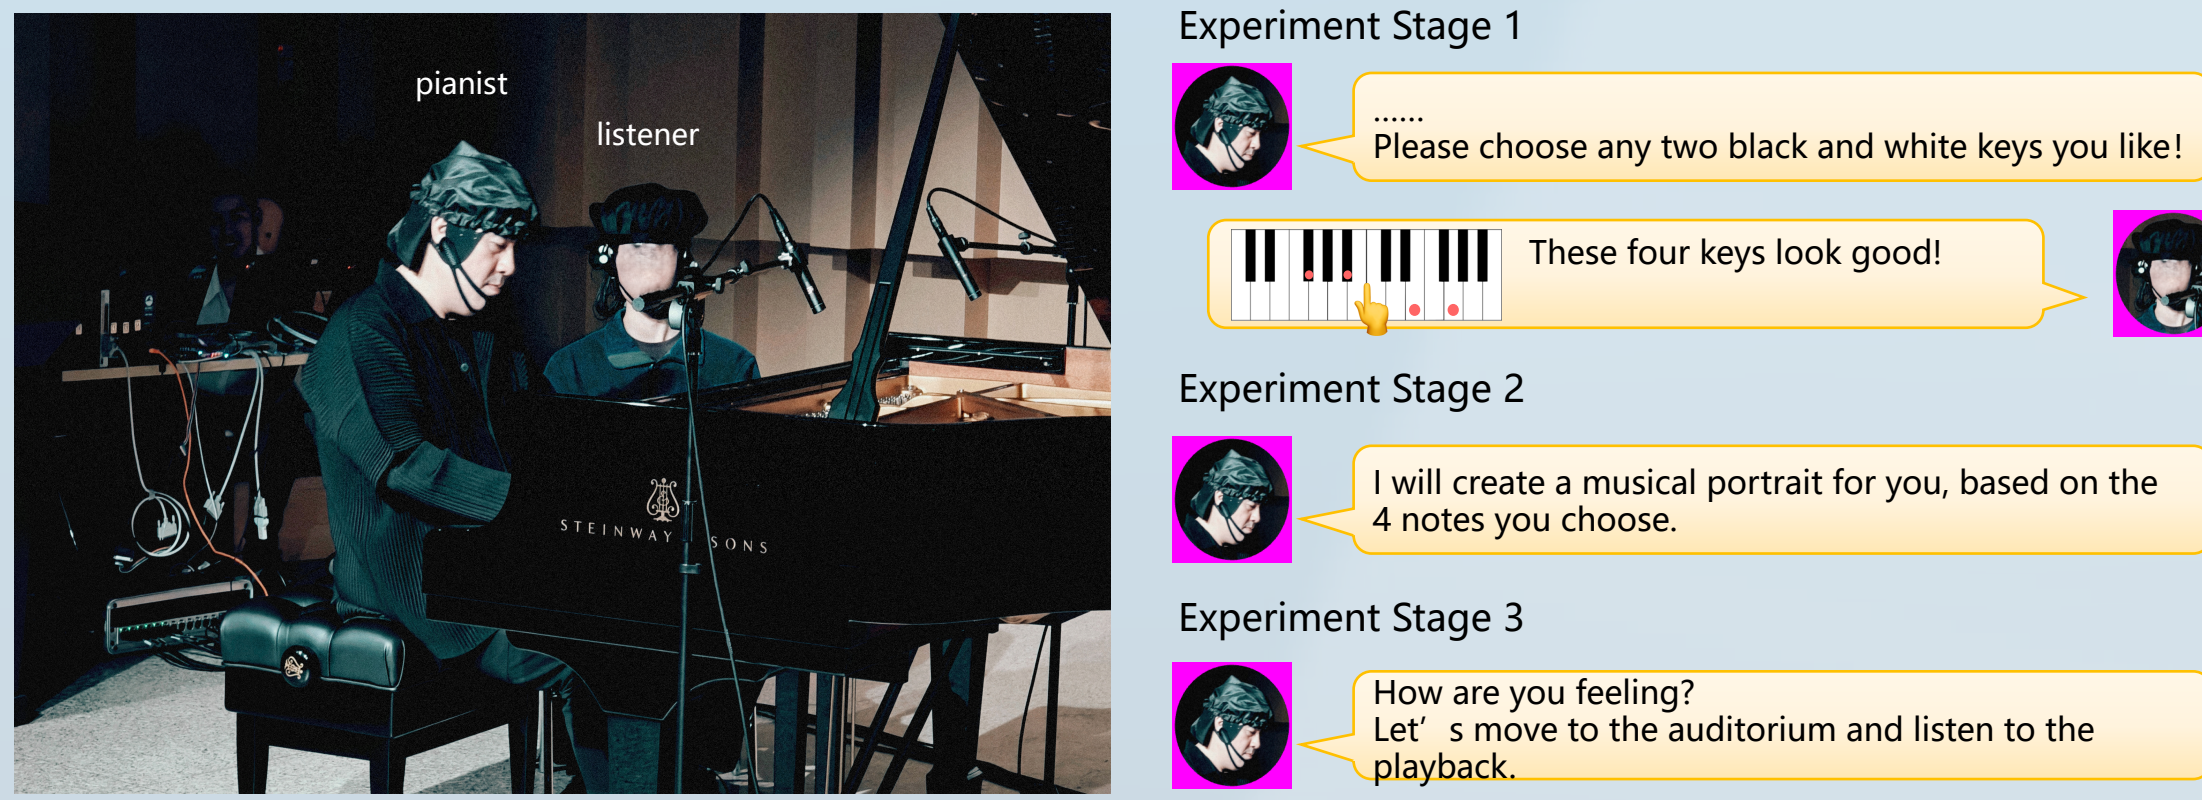 pianist
listener
STEINWAY SONS
Experiment Stage 1
......
Please choose any two black and white keys you like!
These four keys look good!
Experiment Stage 2
I will create a musical portrait for you, based on the
4 notes you choose.
Experiment Stage 3
How are you feeling?
Let’s move to the auditorium and listen to the
playback.